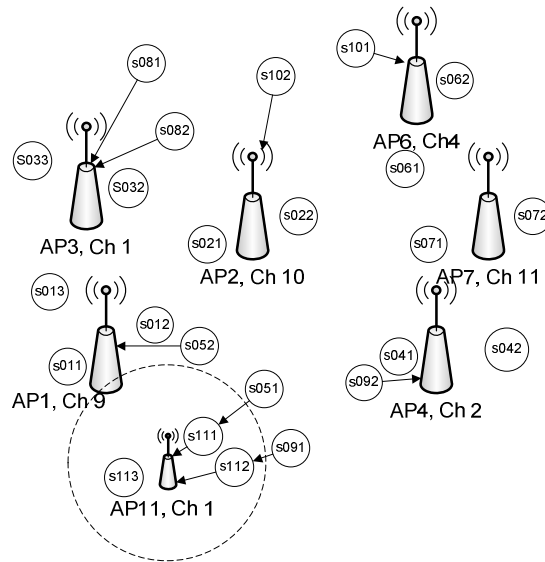 s101
s081
s102
s062
s082
AP6, Ch4
S033
s061
S032
s022
s072
s021
s071
AP3, Ch 1
AP2, Ch 10
AP7, Ch 11
s013
s012
s052
s042
s011
s041
s092
AP1, Ch 9
s051
AP4, Ch 2
s111
s091
s112
s113
AP11, Ch 1